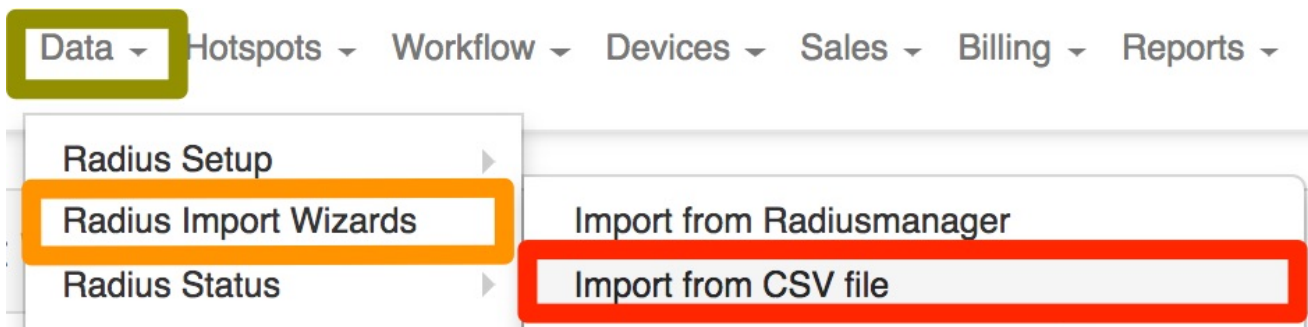 Data Hotspots Workflow Devices Sales Billing Reports
Radius Setup
Radius Import Wizards
Import from Radiusmanager
Radius Status
Import from CSV file